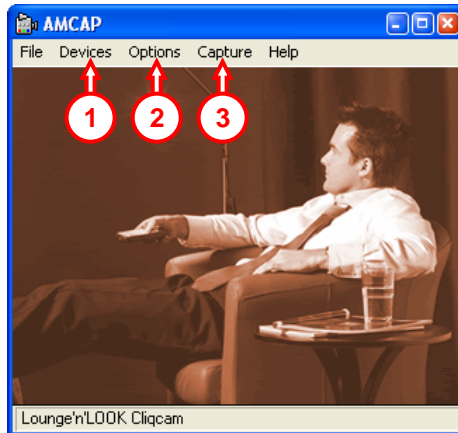 AMCAP
File Devices Options Capture Help
1 2 3
Lounge'n'LOOK Cliqcam